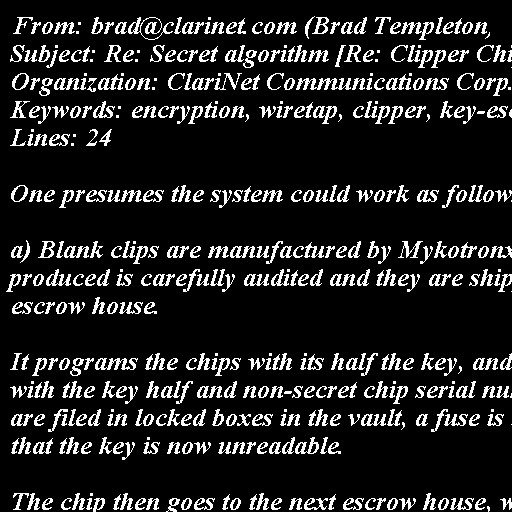 From: brad@clarinet.com (Brad Templeton,
Subject: Re: Secret algorithm [Re: Clipper Chi
Organization: ClariNet Communications Corp.
Keywords: encryption, wiretap, clipper, key-esc
Lines: 24
One presumes the system could work as follow
a) Blank clips are manufactured by Mykotronx
produced is carefully audited and they are ship
escrow house.
It programs the chips with its half the key, and
with the key half and non-secret chip serial nu
are filed in locked boxes in the vault, a fuse is
that the key is now unreadable.
The chip then goes to the next escrow house, w